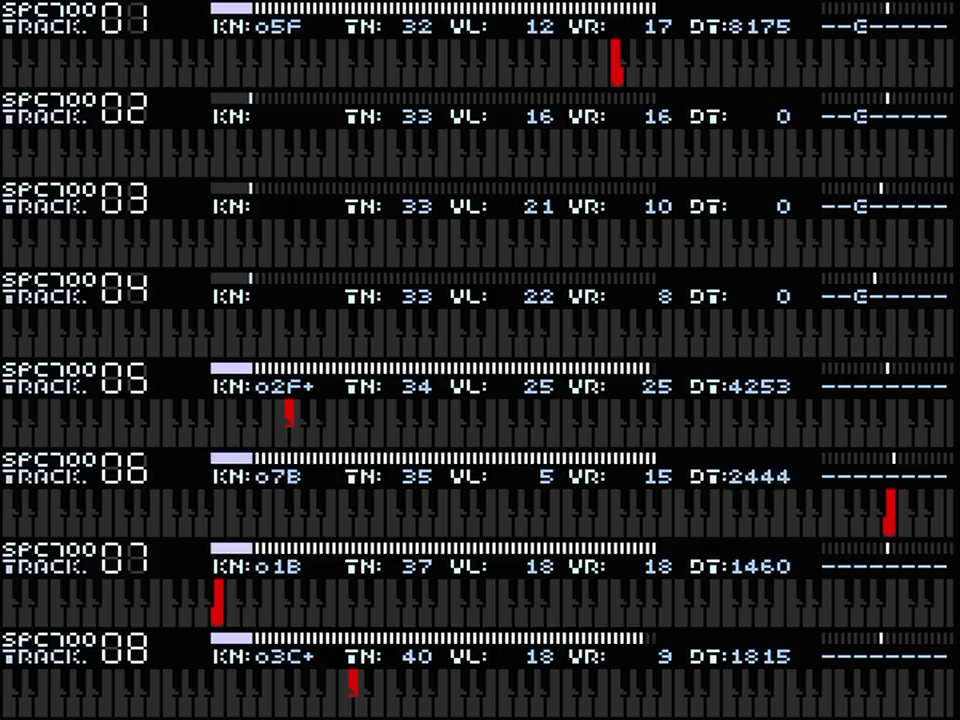 SPC700 01
TRACK. KN:o5F TN: 32 VL: 12 VR: 17 DT:8175 --G-----
SPC700 02
TRACK. KN: TN: 33 VL: 16 VR: 16 DT: 0 --G-----
SPC700 03
TRACK. KN: TN: 33 VL: 21 VR: 10 DT: 0 --G-----
SPC700 04
TRACK. KN: TN: 33 VL: 22 VR: 8 DT: 0 --G-----
SPC700 05
TRACK. KN:o2F+ TN: 34 VL: 25 VR: 25 DT:4253 --------
SPC700 06
TRACK. KN:o7B TN: 35 VL: 5 VR: 15 DT:2444 --------
SPC700 07
TRACK. KN:o1B TN: 37 VL: 18 VR: 18 DT:1460 --------
SPC700 08
TRACK. KN:o3C+ TN: 40 VL: 18 VR: 9 DT:1815 --------